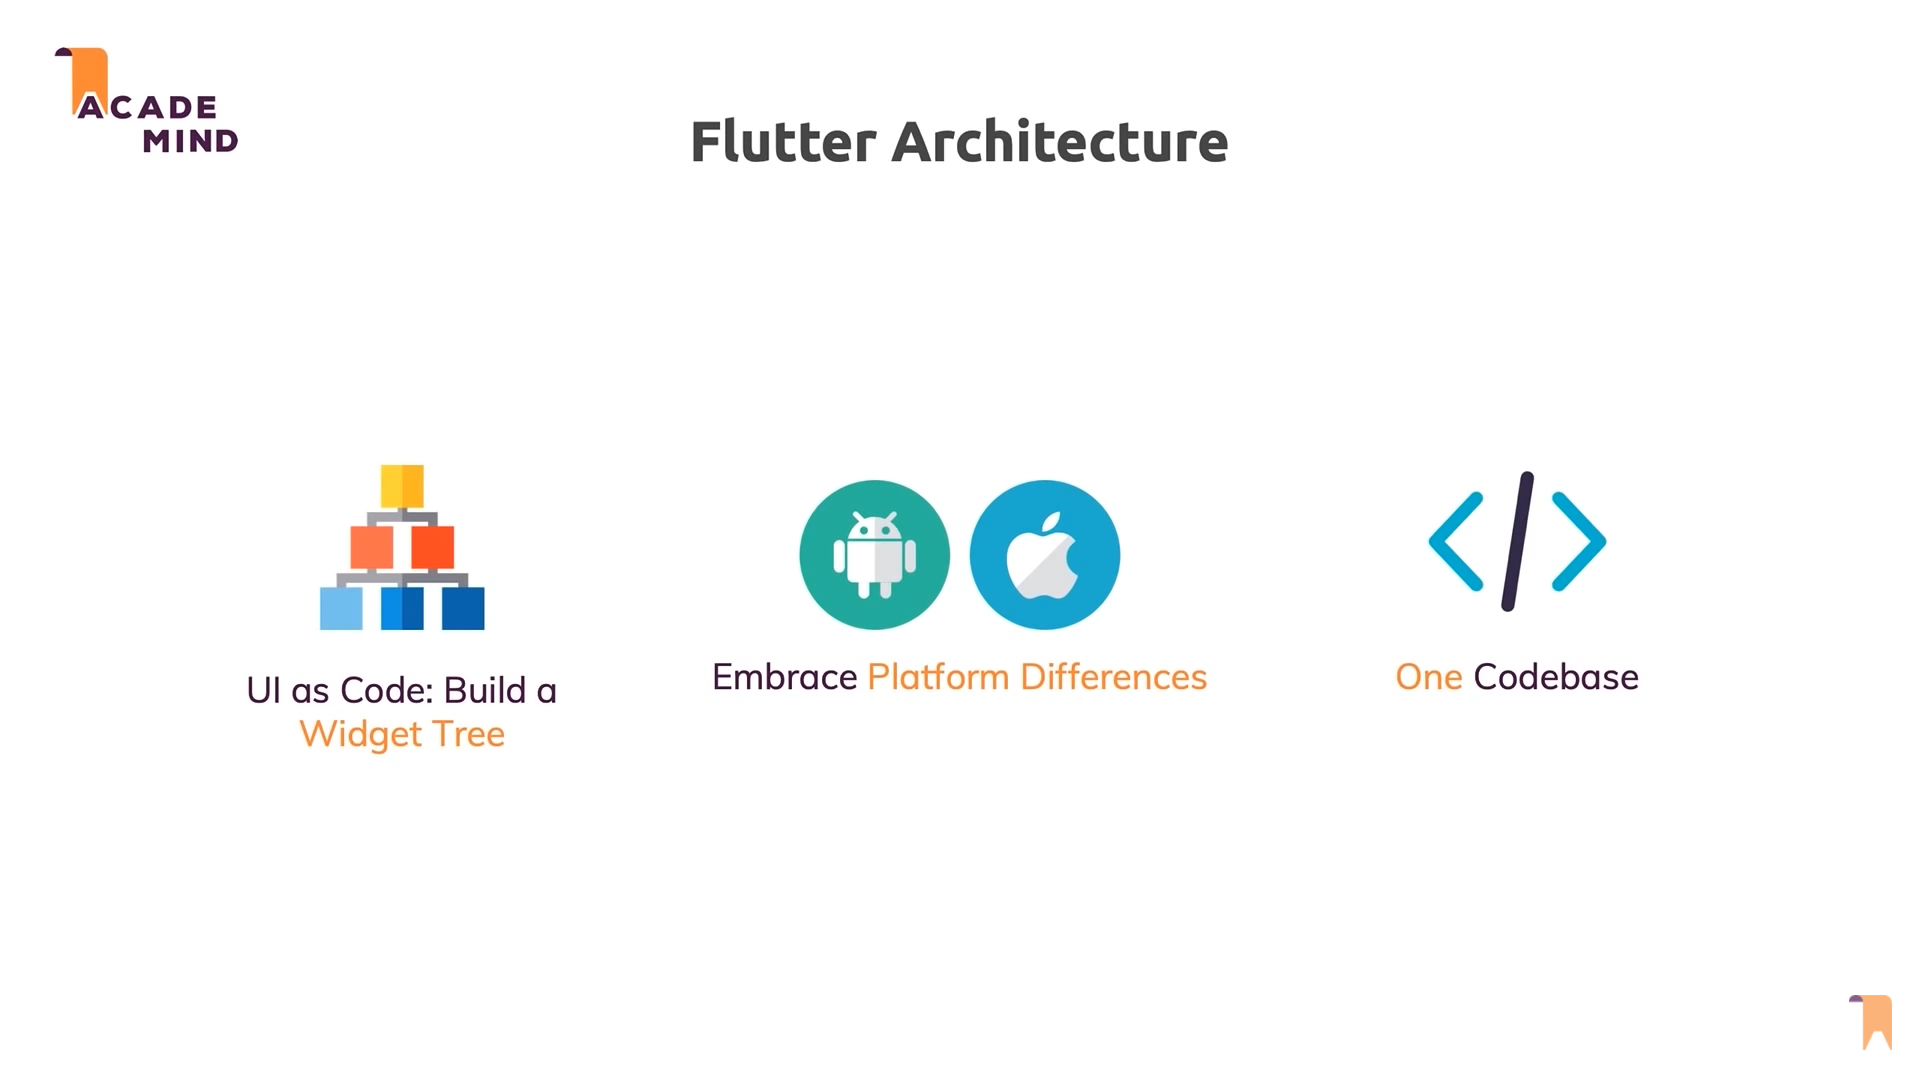 ACADE
MIND
Flutter Architecture
UI as Code: Build a
Widget Tree
Embrace Platform Differences
One Codebase